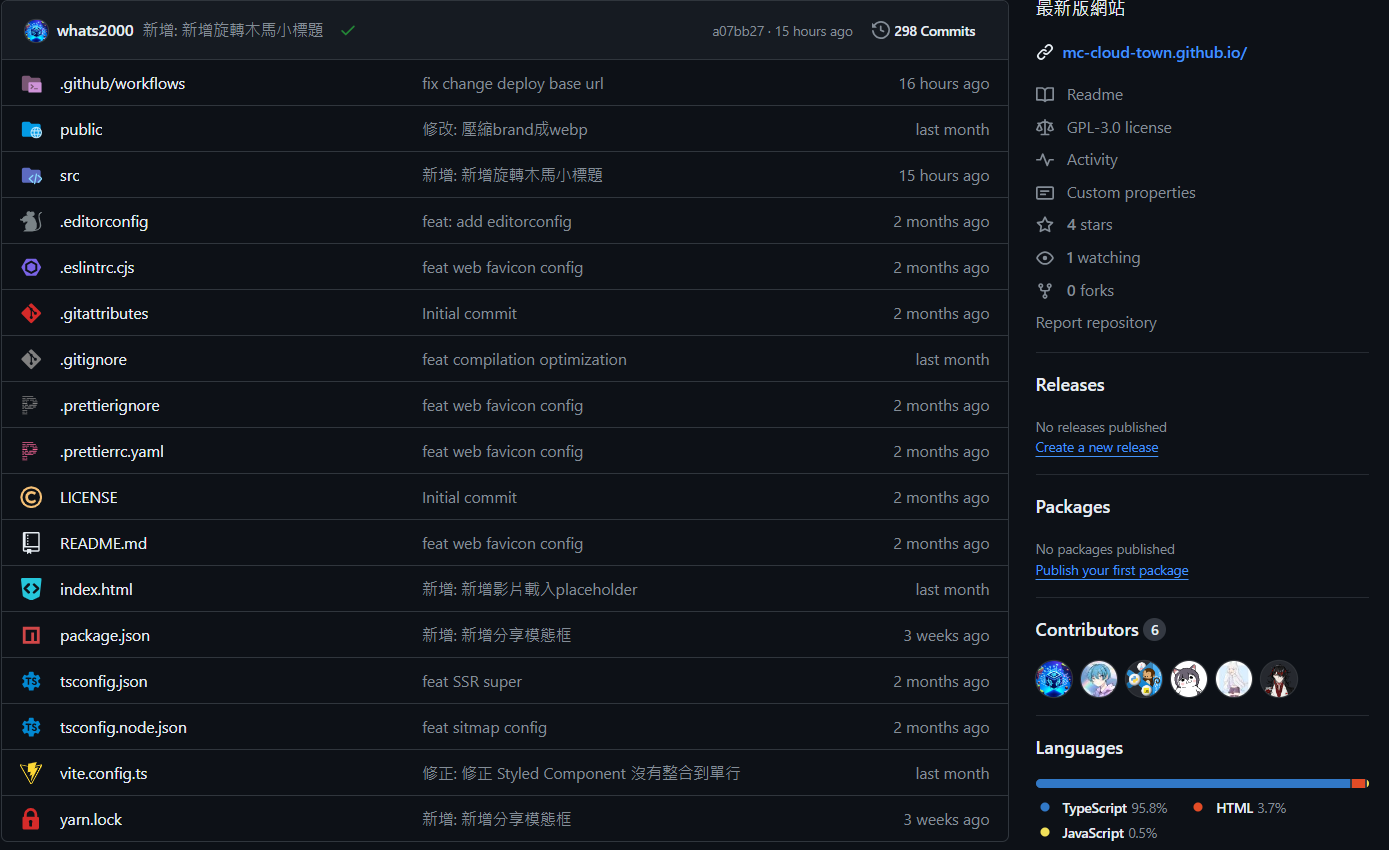 whats2000 新增: 新增旋轉木馬小標題 a07bb27 · 15 hours ago 298 Commits
.github/workflows fix change deploy base url 16 hours ago
public 修改: 壓縮brand成webp last month
src 新增: 新增旋轉木馬小標題 15 hours ago
.editorconfig feat: add editorconfig 2 months ago
.eslintrc.cjs feat web favicon config 2 months ago
.gitattributes Initial commit 2 months ago
.gitignore feat compilation optimization last month
.prettierignore feat web favicon config 2 months ago
.prettierrc.yaml feat web favicon config 2 months ago
LICENSE Initial commit 2 months ago
README.md feat web favicon config 2 months ago
index.html 新增: 新增影片載入placeholder last month
package.json 新增: 新增分享模態框 3 weeks ago
tsconfig.json feat SSR super 2 months ago
tsconfig.node.json feat sitmap config 2 months ago
vite.config.ts 修正: 修正 Styled Component 沒有整合到單行 last month
yarn.lock 新增: 新增分享模態框 3 weeks ago
最新版網站
mc-cloud-town.github.io/
Readme
GPL-3.0 license
Activity
Custom properties
4 stars
1 watching
0 forks
Report repository
Releases
No releases published
Create a new release
Packages
No packages published
Publish your first package
Contributors 6
Languages
TypeScript 95.8% HTML 3.7%
JavaScript 0.5%